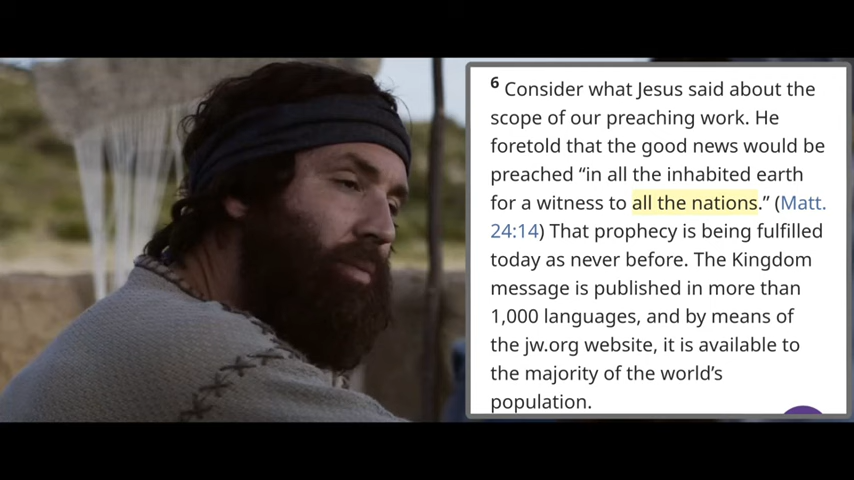 6 Consider what Jesus said about the
scope of our preaching work. He
foretold that the good news would be
preached “in all the inhabited earth
for a witness to all the nations.” (Matt.
24:14) That prophecy is being fulfilled
today as never before. The Kingdom
message is published in more than
1,000 languages, and by means of
the jw.org website, it is available to
the majority of the world’s
population.